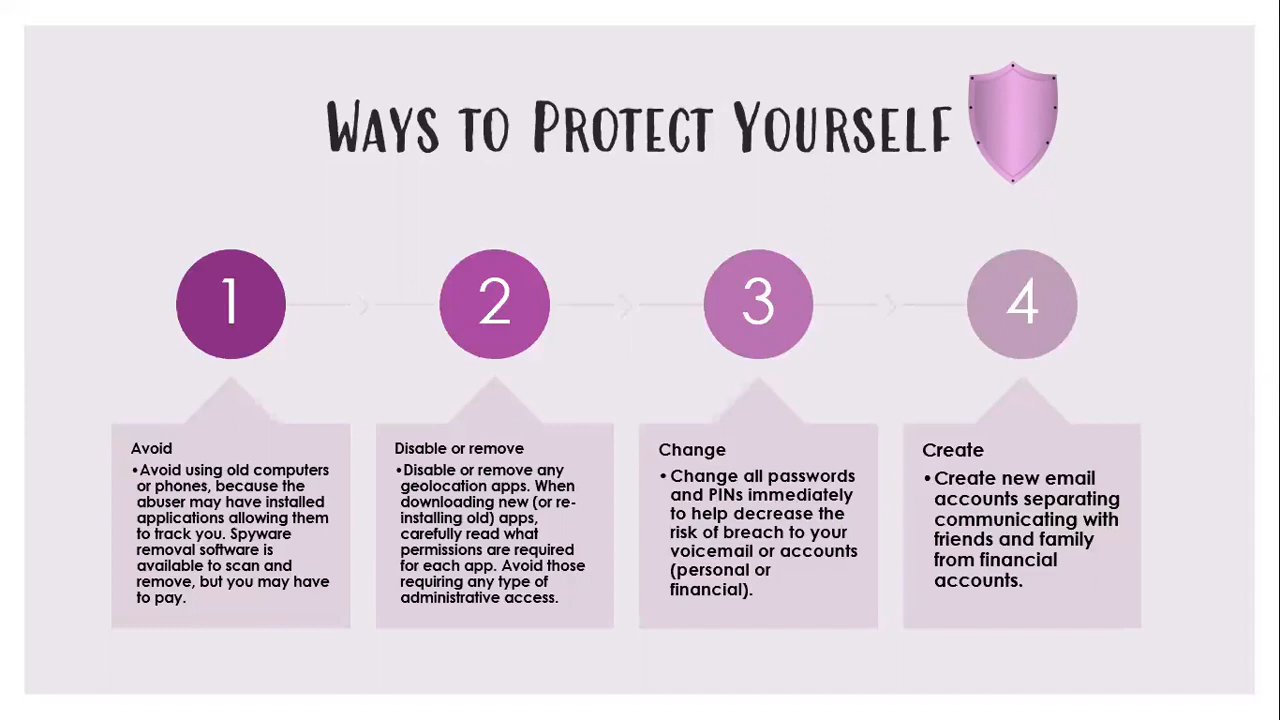 Ways to Protect Yourself
1
2
3
4
Avoid
•Avoid using old computers
or phones, because the
abuser may have installed
applications allowing them
to track you. Spyware
removal software is
available to scan and
remove, but you may have
to pay.
Disable or remove
•Disable or remove any
geolocation apps. When
downloading new (or re-
installing old) apps,
carefully read what
permissions are required
for each app. Avoid those
requiring any type of
administrative access.
Change
•Change all passwords
and PINs immediately
to help decrease the
risk of breach to your
voicemail or accounts
(personal or
financial).
Create
•Create new email
accounts separating
communicating with
friends and family
from financial
accounts.